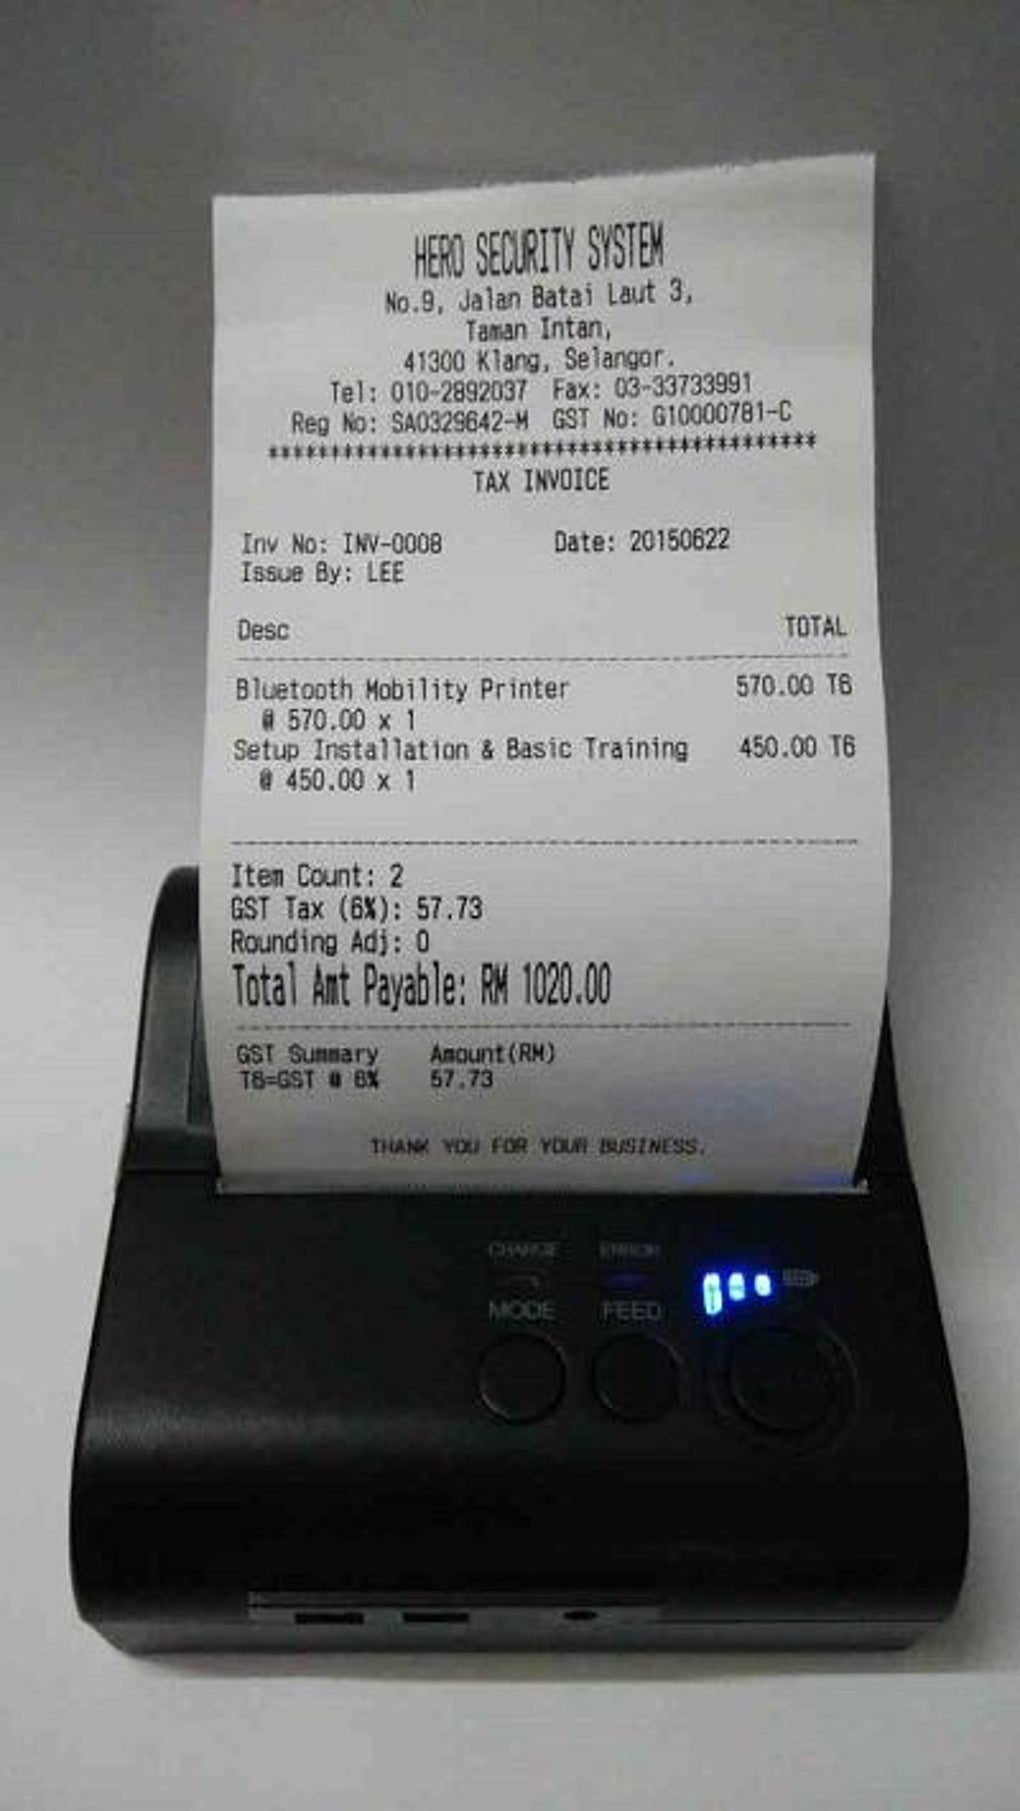 HERO SECURITY SYSTEM
No.9, Jalan Batai Laut 3,
Taman Intan,
41300 Klang, Selangor.
Tel: 010-2892037 Fax: 03-33733991
Reg No: SA0329642-M GST No: G10000781-C
********************************************
TAX INVOICE
Inv No: INV-0008 Date: 20150622
Issue By: LEE
Desc TOTAL
Bluetooth Mobility Printer 570.00 T6
@ 570.00 x 1
Setup Installation & Basic Training 450.00 T6
@ 450.00 x 1
Item Count: 2
GST Tax (6%): 57.73
Rounding Adj: 0
Total Amt Payable: RM 1020.00
GST Summary Amount(RM)
T6=GST @ 6% 57.73
THANK YOU FOR YOUR BUSINESS.
CHARGE ERROR
MODE FEED